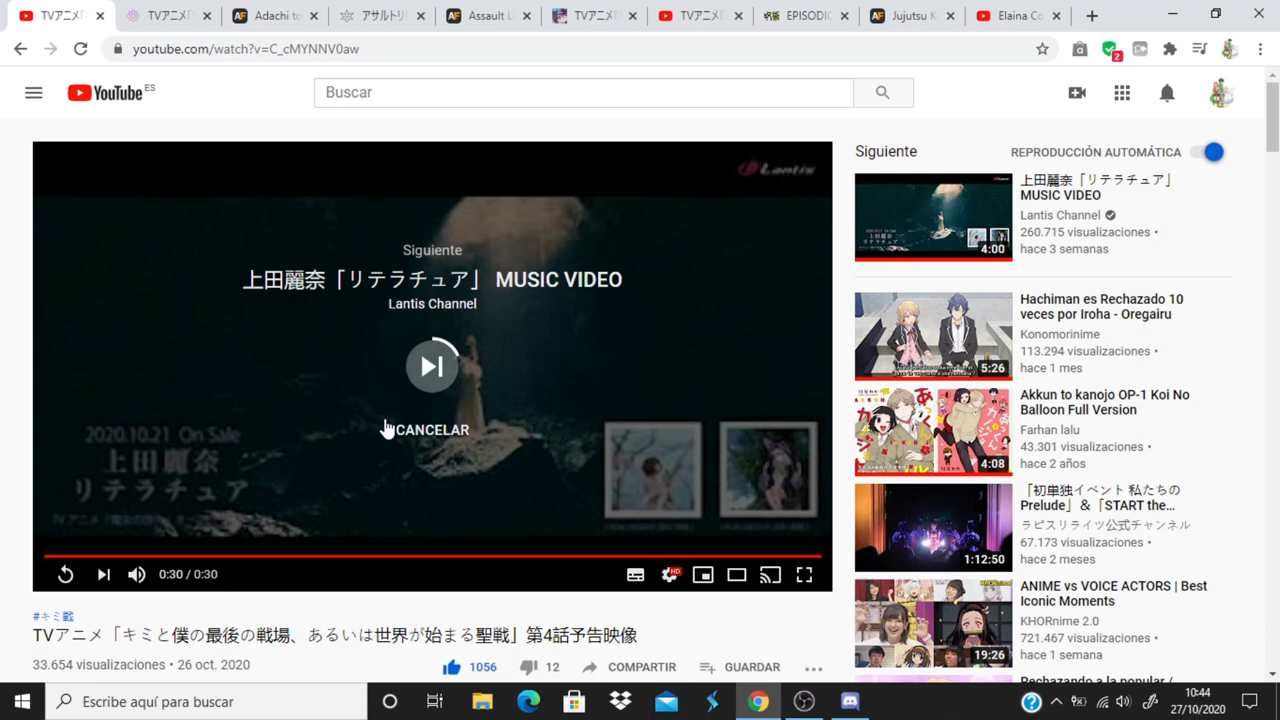 TVアニメ「キ
TVアニメ「
Adachi to
アサルトリ
Assault L
TVアニメ「
TVアニメ「
EPISODIO
Jujutsu K
Elaina Co
youtube.com/watch?v=C_cMYNNV0aw
2
YouTube ES
Buscar
Lantis
Siguiente
上田麗奈「リテラチュア」 MUSIC VIDEO
Lantis Channel
CANCELAR
2020.10.21 On Sale
上田麗奈
リテラチュア
0:30 / 0:30
HD
#キミ戦
TVアニメ「キミと僕の最後の戦場、あるいは世界が始まる聖戦」第4話予告映像
33.654 visualizaciones • 26 oct. 2020
1056
12
COMPARTIR
GUARDAR
Siguiente
REPRODUCCIÓN AUTOMÁTICA
4:00
上田麗奈「リテラチュア」
MUSIC VIDEO
Lantis Channel
260.715 visualizaciones •
hace 3 semanas
5:26
Hachiman es Rechazado 10
veces por Iroha - Oregairu
Konomorinime
113.294 visualizaciones •
hace 1 mes
4:08
Akkun to kanojo OP-1 Koi No
Balloon Full Version
Farhan lalu
43.301 visualizaciones •
hace 2 años
1:12:50
「初単独イベント 私たちの
Prelude」＆「START the...
ラピスリライツ公式チャンネル
67.173 visualizaciones •
hace 2 meses
19:26
ANIME vs VOICE ACTORS | Best
Iconic Moments
KHORnime 2.0
721.467 visualizaciones •
hace 1 semana
Rechazado a la popular /
Escribe aquí para buscar
10:44
27/10/2020